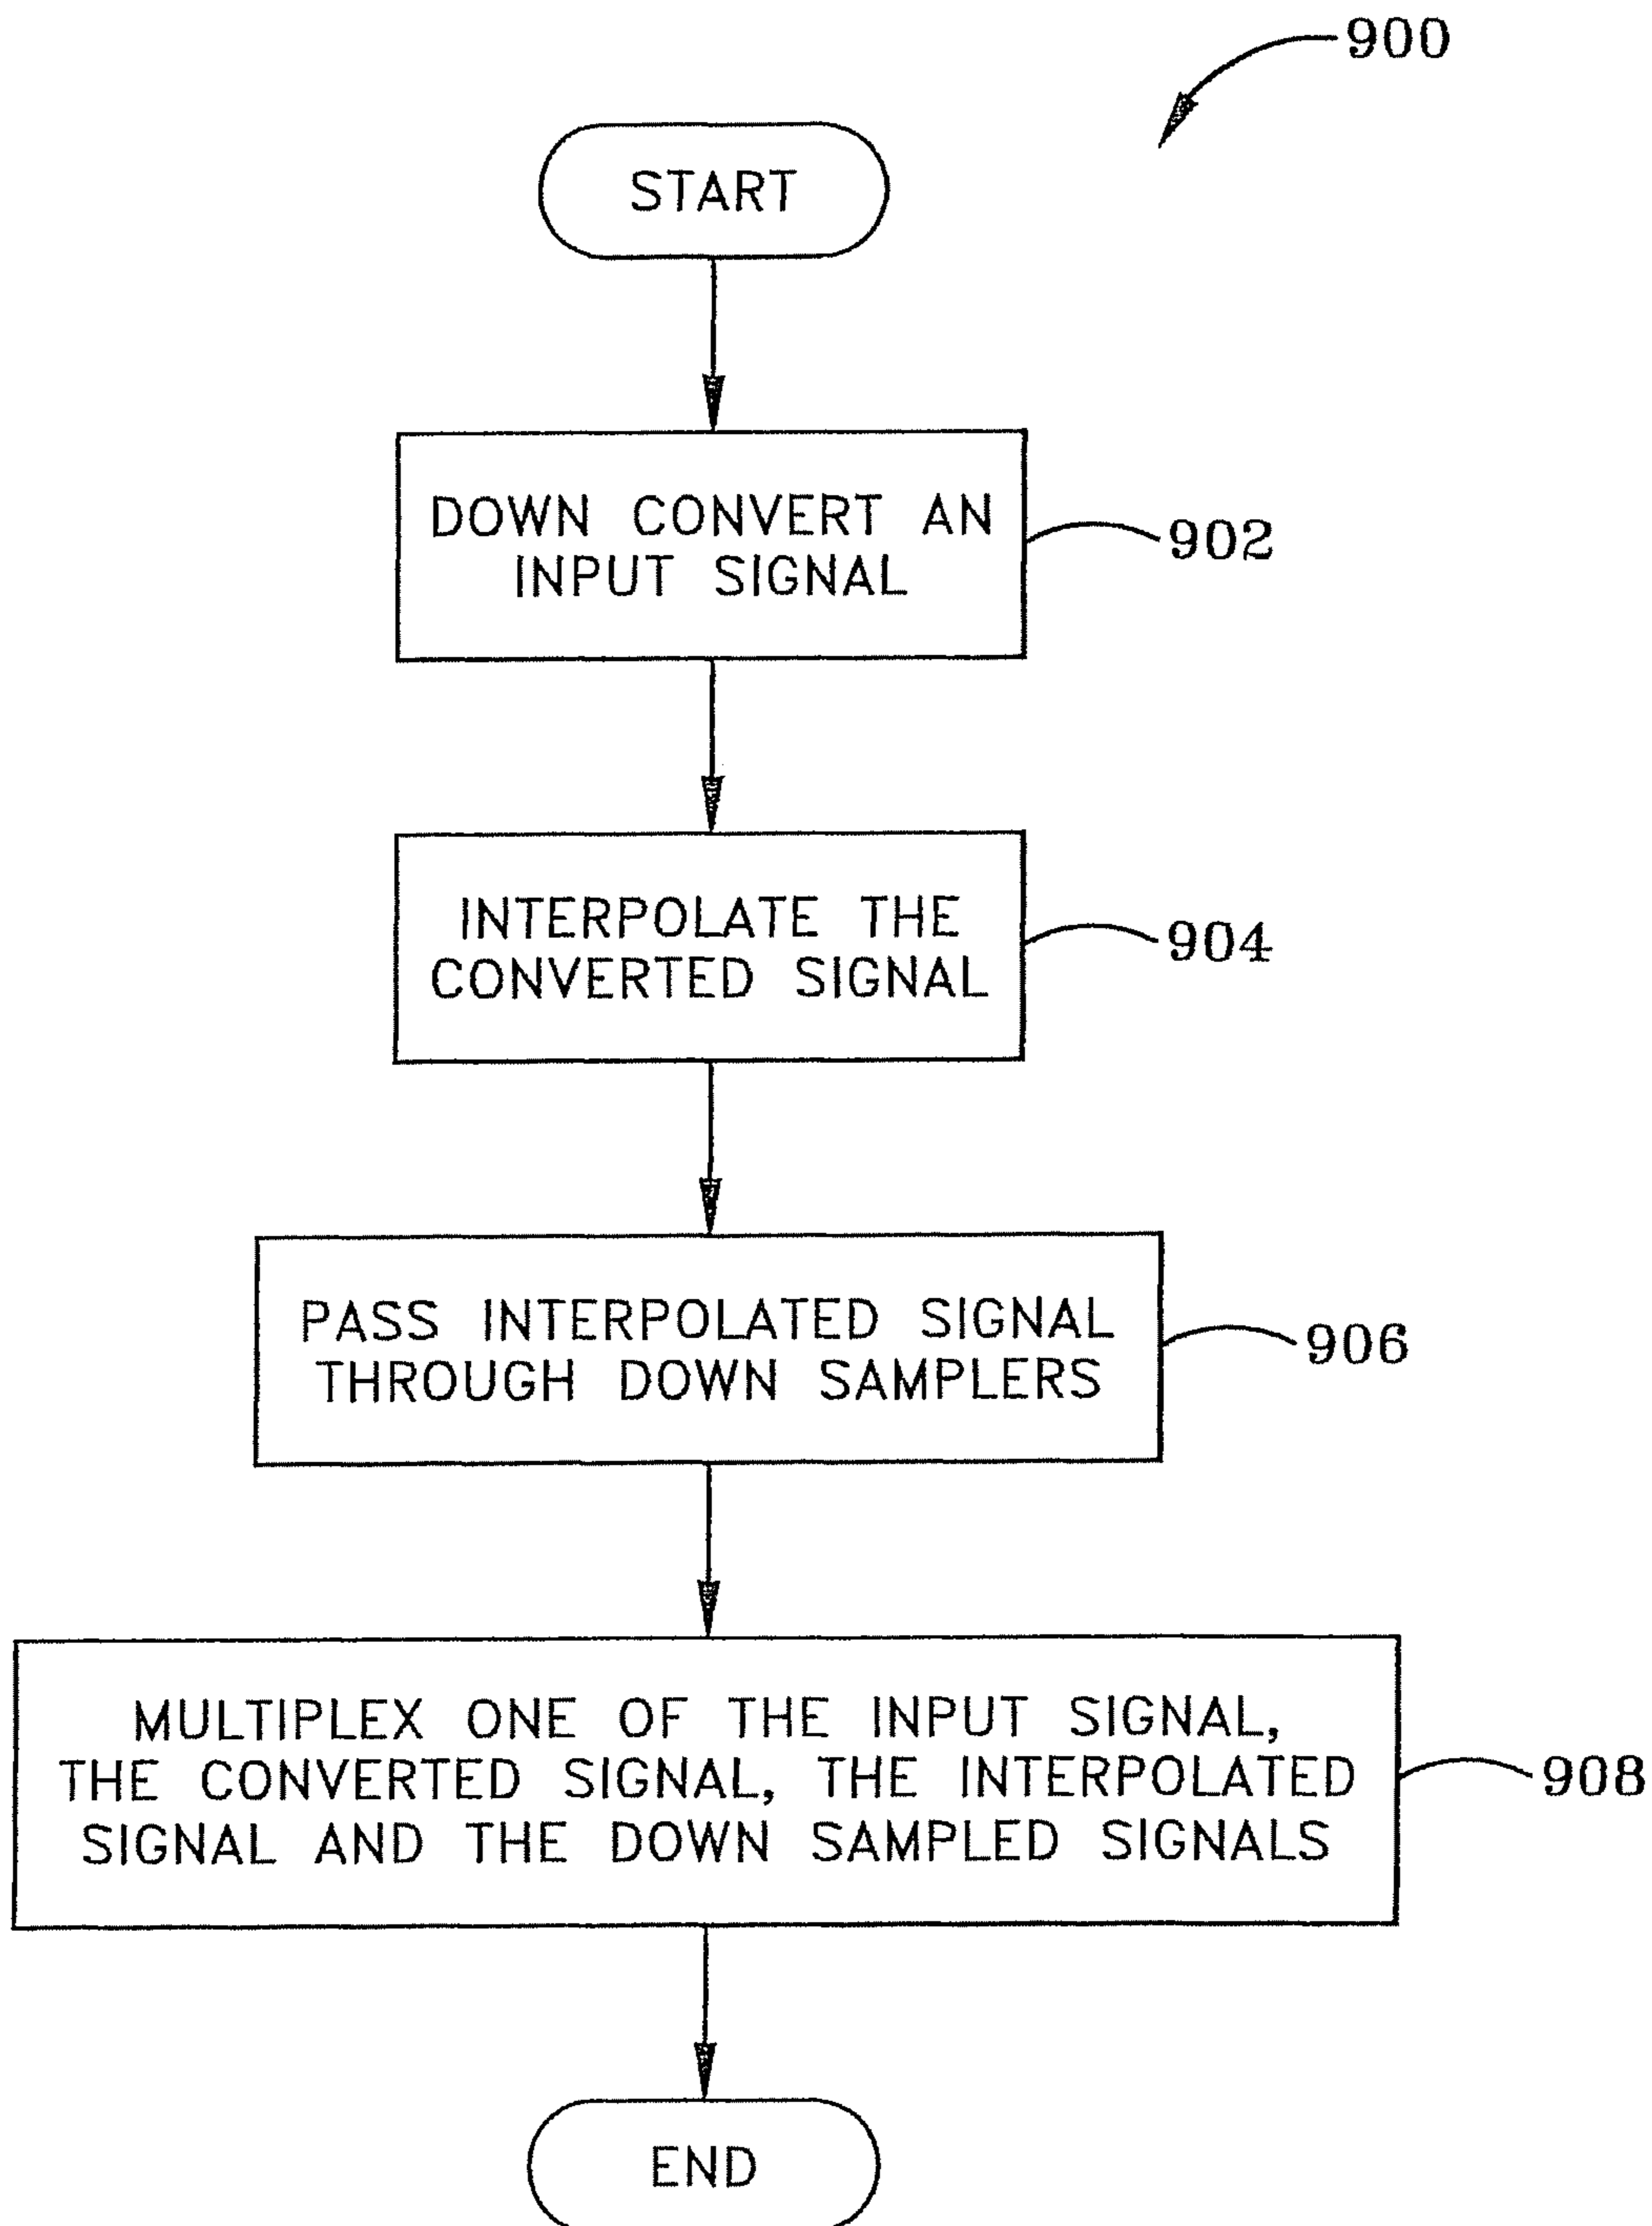 900
START
DOWN CONVERT AN
INPUT SIGNAL
902
INTERPOLATE THE
CONVERTED SIGNAL
904
PASS INTERPOLATED SIGNAL
THROUGH DOWN SAMPLERS
906
MULTIPLEX ONE OF THE INPUT SIGNAL,
THE CONVERTED SIGNAL, THE INTERPOLATED
SIGNAL AND THE DOWN SAMPLED SIGNALS
908
END